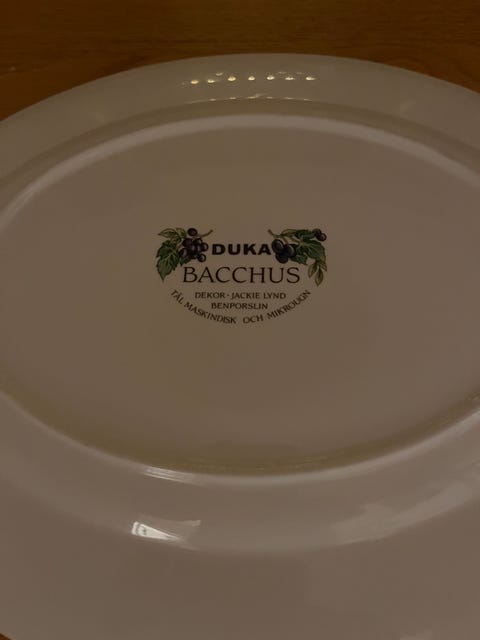 DUKA
BACCHUS
DEKOR · JACKIE LYND
BENPORSLIN
TÅL MASKINDISK OCH MIKROUGN